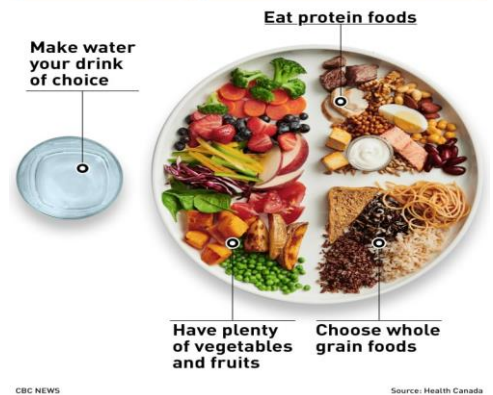 Eat protein foods
Make water
your drink
of choice
Have plenty
of vegetables
and fruits
Choose whole
grain foods
CBC NEWS
Source: Health Canada